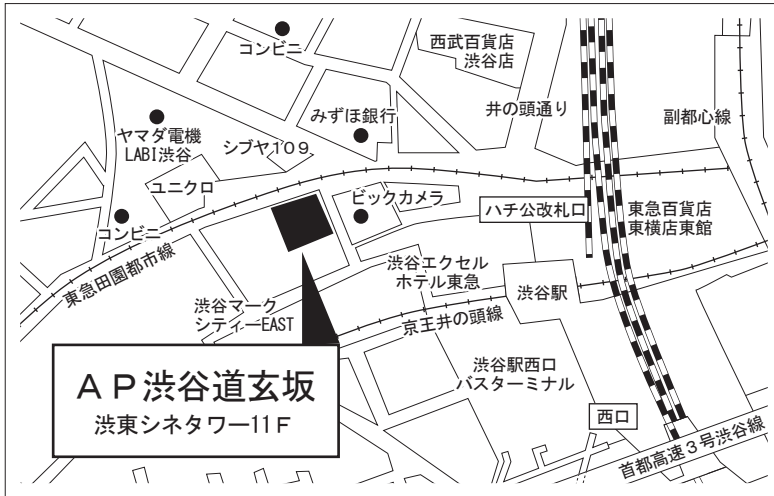 コンビニ
西武百貨店
渋谷店
井の頭通り
副都心線
みずほ銀行
ヤマダ電機
LABI渋谷
シブヤ109
ユニクロ
ビックカメラ
ハチ公改札口
東急百貨店
東横店東館
コンビニ
東急田園都市線
渋谷エクセル
ホテル東急
渋谷駅
渋谷マーク
シティーEAST
京王井の頭線
AP渋谷道玄坂
渋東シネタワー11F
渋谷駅西口
バスターミナル
西口
首都高速3号渋谷線